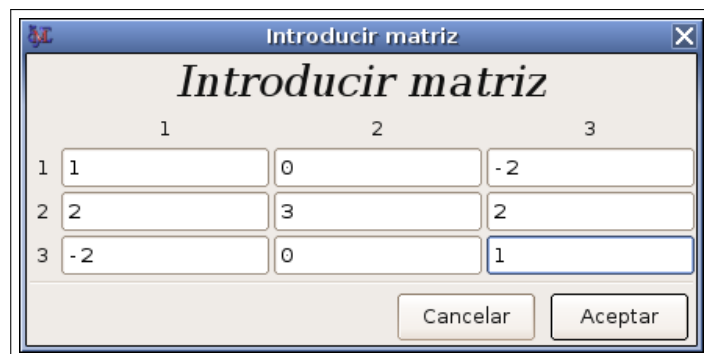 Introducir matriz
Introducir matriz
1 2 3
1 1 0 -2
2 2 3 2
3 -2 0 1
Cancelar Aceptar